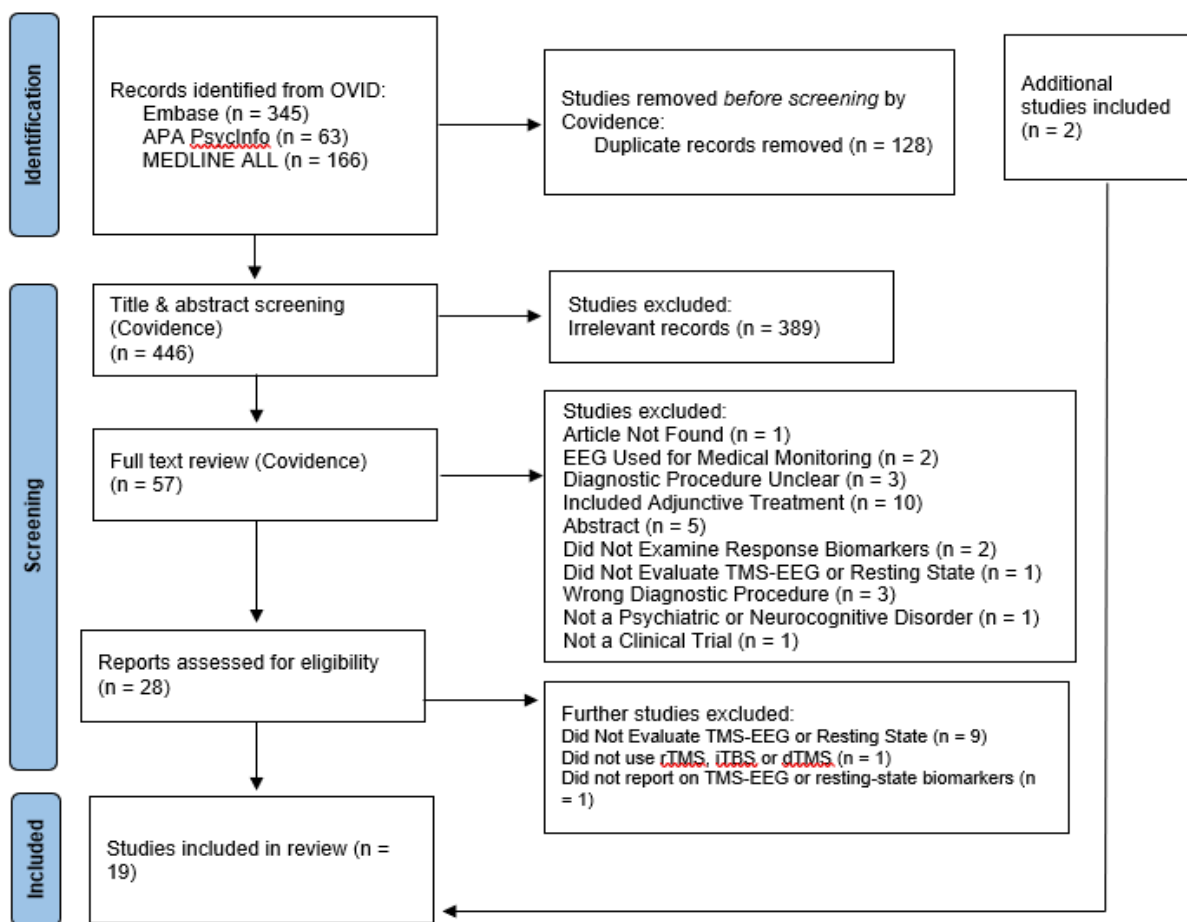 Identification
Records identified from OVID:
Embase (n = 345)
APA PsycInfo (n = 63)
MEDLINE ALL (n = 166)
Studies removed before screening by
Covidence:
Duplicate records removed (n = 128)
Additional
studies included
(n = 2)
Screening
Title & abstract screening
(Covidence)
(n = 446)
Studies excluded:
Irrelevant records (n = 389)
Full text review (Covidence)
(n = 57)
Studies excluded:
Article Not Found (n = 1)
EEG Used for Medical Monitoring (n = 2)
Diagnostic Procedure Unclear (n = 3)
Included Adjunctive Treatment (n = 10)
Abstract (n = 5)
Did Not Examine Response Biomarkers (n = 2)
Did Not Evaluate TMS-EEG or Resting State (n = 1)
Wrong Diagnostic Procedure (n = 3)
Not a Psychiatric or Neurocognitive Disorder (n = 1)
Not a Clinical Trial (n = 1)
Reports assessed for eligibility
(n = 28)
Further studies excluded:
Did Not Evaluate TMS-EEG or Resting State (n = 9)
Did not use rTMS, iTBS or dTMS (n = 1)
Did not report on TMS-EEG or resting-state biomarkers (n
= 1)
Included
Studies included in review (n =
19)